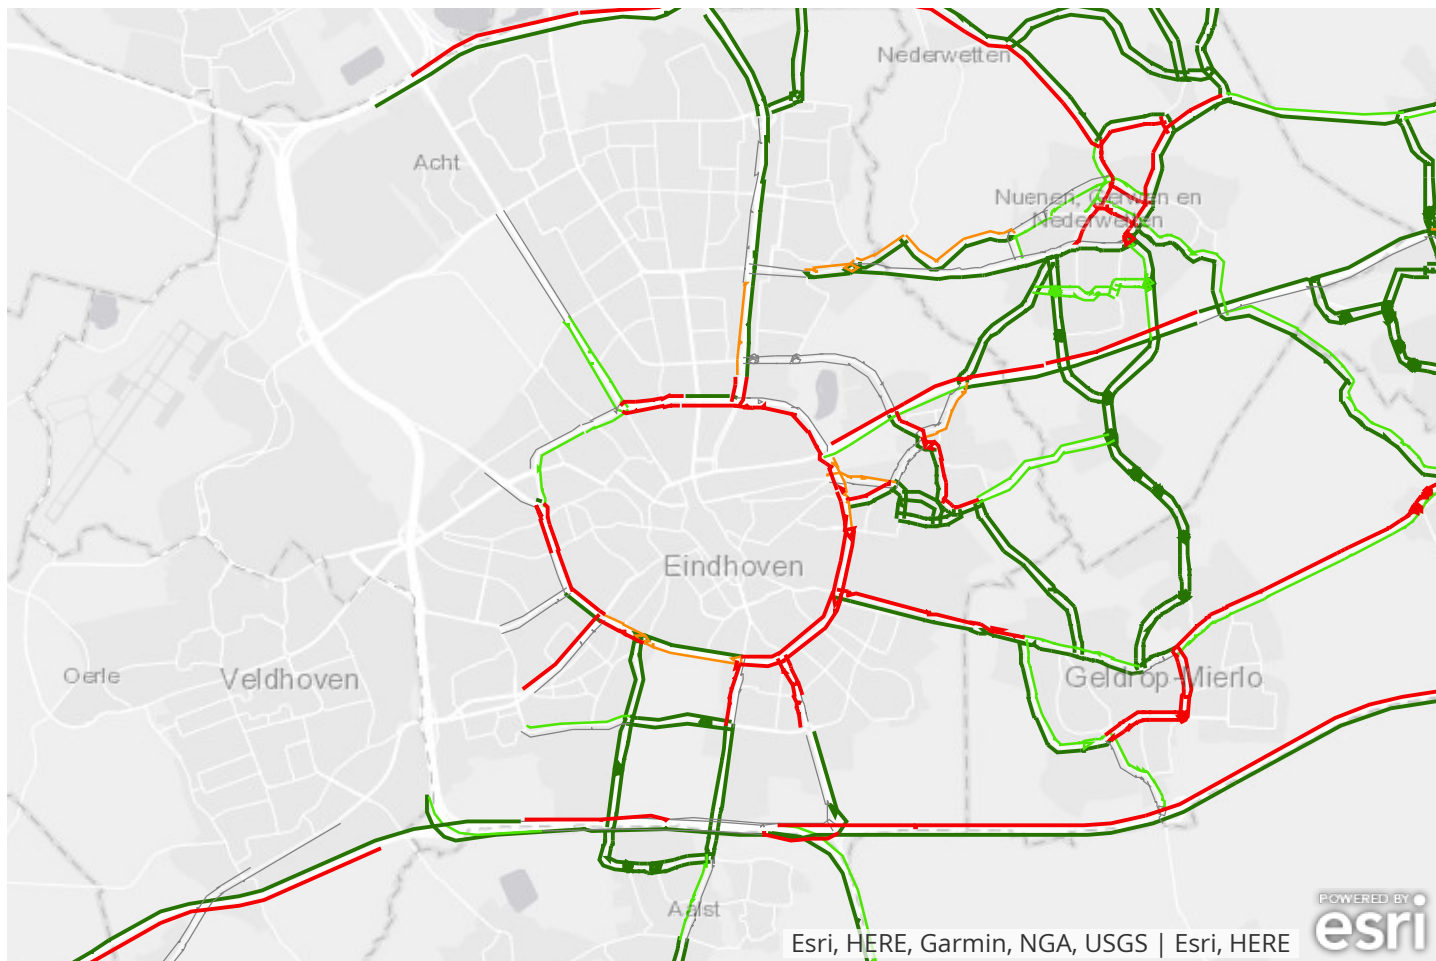 Nederwetten
Acht
Nuenen, Gerwen en
Nederwetten
Eindhoven
Oerle
Veldhoven
Geldrop-Mierlo
Aalst
POWERED BY
esri
Esri, HERE, Garmin, NGA, USGS | Esri, HERE